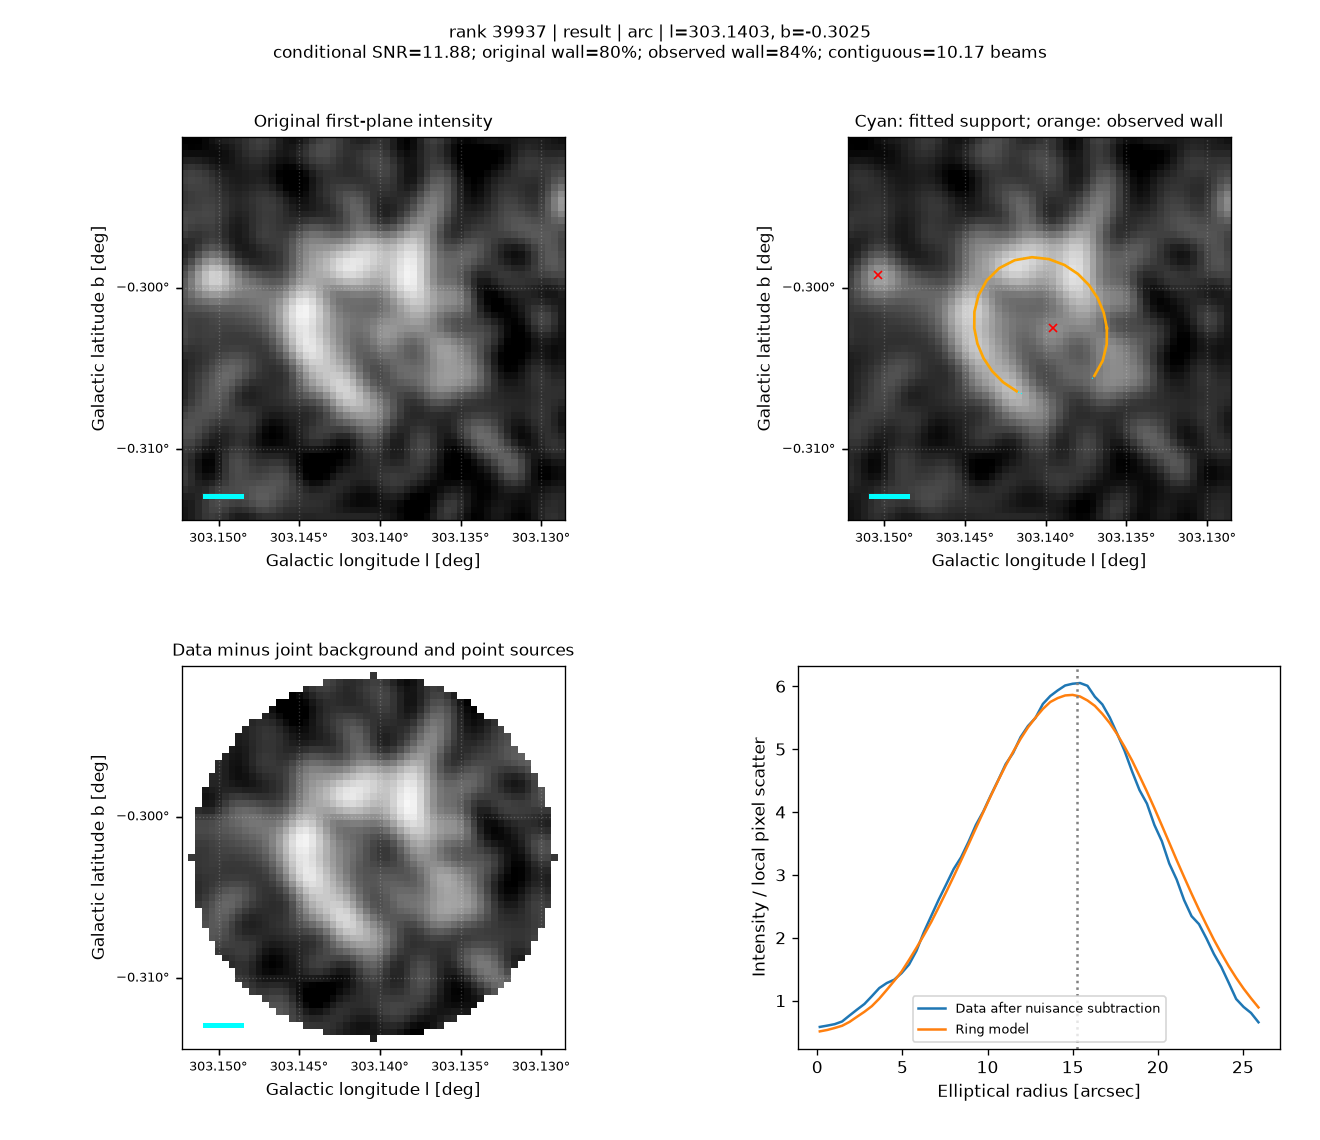 rank 39937 | result | arc | l=303.1403, b=-0.3025
conditional SNR=11.88; original wall=80%; observed wall=84%; contiguous=10.17 beams
Original first-plane intensity
Galactic latitude b [deg]
−0.300°
−0.310°
303.150°
303.145°
303.140°
303.135°
303.130°
Galactic longitude l [deg]
Cyan: fitted support; orange: observed wall
Galactic latitude b [deg]
−0.300°
−0.310°
303.150°
303.145°
303.140°
303.135°
303.130°
Galactic longitude l [deg]
Data minus joint background and point sources
Galactic latitude b [deg]
−0.300°
−0.310°
303.150°
303.145°
303.140°
303.135°
303.130°
Galactic longitude l [deg]
Intensity / local pixel scatter
6
5
4
3
2
1
Data after nuisance subtraction
Ring model
0
5
10
15
20
25
Elliptical radius [arcsec]